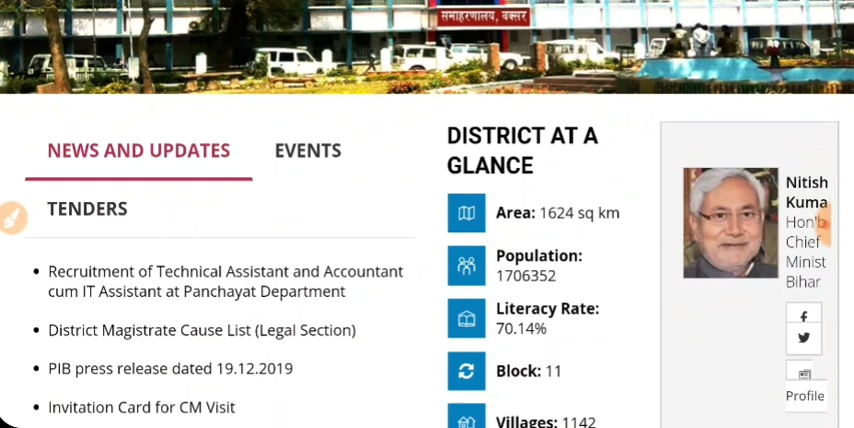 समाहरणालय, बक्सर
NEWS AND UPDATES
EVENTS
TENDERS
Recruitment of Technical Assistant and Accountant
cum IT Assistant at Panchayat Department
District Magistrate Cause List (Legal Section)
PIB press release dated 19.12.2019
Invitation Card for CM Visit
DISTRICT AT A
GLANCE
Area: 1624 sq km
Population:
1706352
Literacy Rate:
70.14%
Block: 11
Villages: 1142
Nitish
Kuma
Hon'b
Chief
Minist
Bihar
Profile